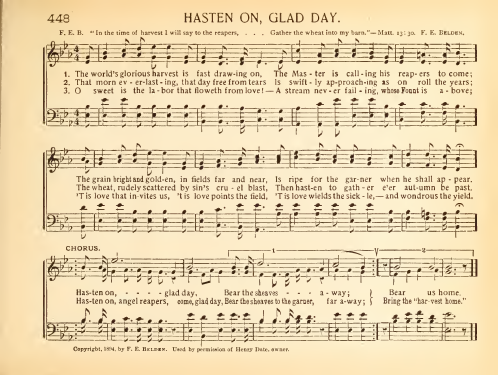 448 HASTEN ON, GLAD DAY.
F. E. B. "In the time of harvest I will say to the reapers, . . . Gather the wheat into my barn."—Matt. 13: 30. F. E. BELDEN.
1. The world's glorious harvest is fast draw-ing on, The Mas-ter is call-ing his reap-ers to come;
2. That morn ev-er-last-ing, that day free from tears Is swift-ly ap-proach-ing as on roll the years;
3. O sweet is the la-bor that floweth from love!—A stream nev-er fail-ing, whose Fount is a-bove;
The grain bright and gold-en, in fields far and near, Is ripe for the gar-ner when he shall ap-pear.
The wheat, rudely scattered by sin's cru-el blast, Then hast-en to gath-er e'er aut-umn be past.
'T is love that in-vites us, 't is love points the field, 'T is love wields the sick-le,—and wondrous the yield.
CHORUS.
1 2
Has-ten on, - - - - glad day, Bear the sheaves - - - a-way; Bear us home.
Has-ten on, angel reapers, come, glad day, Bear the sheaves to the garner, far a-way; Bring the "har-vest home."
Copyright, 1894, by F. E. BELDEN. Used by permission of Henry Date, owner.